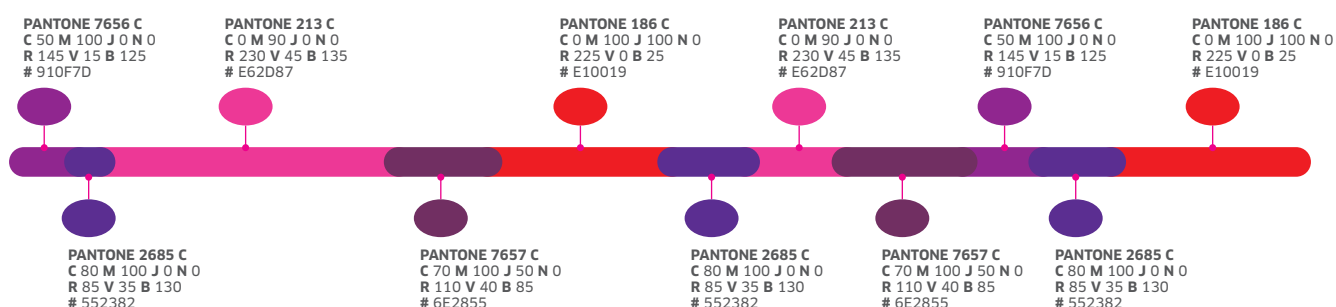 PANTONE 7656 C
C 50 M 100 J 0 N 0
R 145 V 15 B 125
# 910F7D
PANTONE 213 C
C 0 M 90 J 0 N 0
R 230 V 45 B 135
# E62D87
PANTONE 186 C
C 0 M 100 J 100 N 0
R 225 V 0 B 25
# E10019
PANTONE 213 C
C 0 M 90 J 0 N 0
R 230 V 45 B 135
# E62D87
PANTONE 7656 C
C 50 M 100 J 0 N 0
R 145 V 15 B 125
# 910F7D
PANTONE 186 C
C 0 M 100 J 100 N 0
R 225 V 0 B 25
# E10019
PANTONE 2685 C
C 80 M 100 J 0 N 0
R 85 V 35 B 130
# 552382
PANTONE 7657 C
C 70 M 100 J 50 N 0
R 110 V 40 B 85
# 6E2855
PANTONE 2685 C
C 80 M 100 J 0 N 0
R 85 V 35 B 130
# 552382
PANTONE 7657 C
C 70 M 100 J 50 N 0
R 110 V 40 B 85
# 6E2855
PANTONE 2685 C
C 80 M 100 J 0 N 0
R 85 V 35 B 130
# 552382